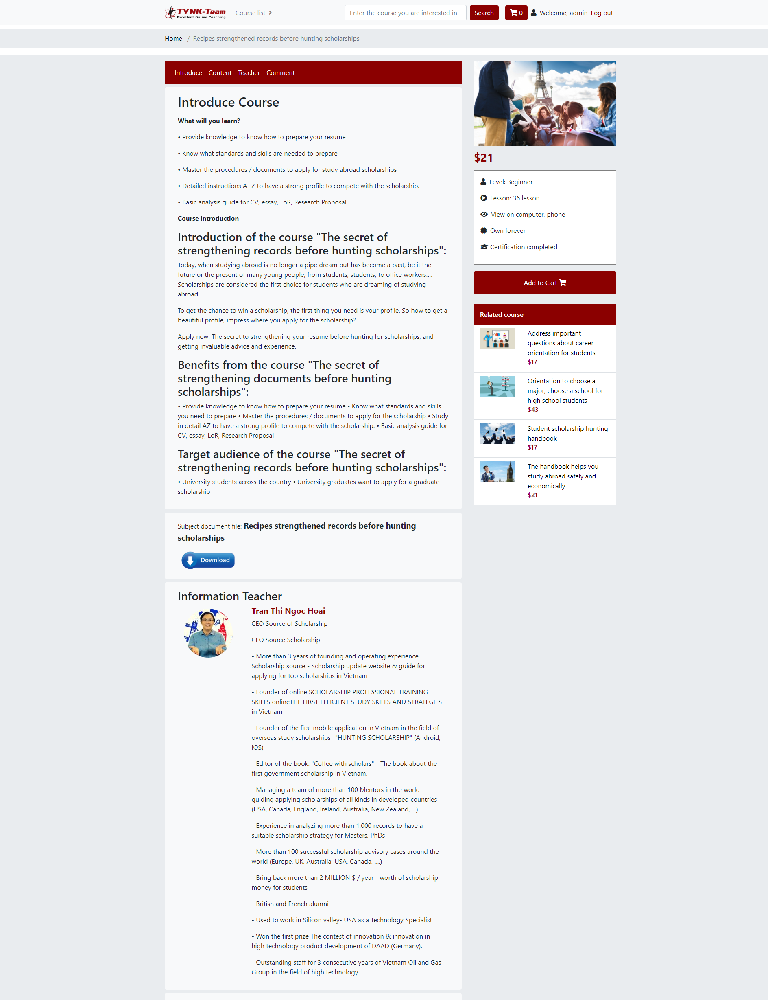 TYNK-Team
Excellent Online Coaching
Course list
Enter the course you are interested in
Search
0
Welcome, admin
Log out
Home / Recipes strengthened records before hunting scholarships
Introduce Content Teacher Comment
Introduce Course
What will you learn?
• Provide knowledge to know how to prepare your resume
• Know what standards and skills are needed to prepare
• Master the procedures / documents to apply for study abroad scholarships
• Detailed instructions A- Z to have a strong profile to compete with the scholarship.
• Basic analysis guide for CV, essay, LoR, Research Proposal
Course introduction
Introduction of the course "The secret of
strengthening records before hunting scholarships":
Today, when studying abroad is no longer a pipe dream but has become a past, be it the
future or the present of many young people, from students, students, to office workers....
Scholarships are considered the first choice for students who are dreaming of studying
abroad.
To get the chance to win a scholarship, the first thing you need is your profile. So how to get a
beautiful profile, impress where you apply for the scholarship?
Apply now: The secret to strengthening your resume before hunting for scholarships, and
getting invaluable advice and experience.
Benefits from the course "The secret of
strengthening documents before hunting
scholarships":
• Provide knowledge to know how to prepare your resume • Know what standards and skills
you need to prepare • Master the procedures / documents to apply for the scholarship • Study
in detail AZ to have a strong profile to compete with the scholarship. • Basic analysis guide for
CV, essay, LoR, Research Proposal
Target audience of the course "The secret of
strengthening records before hunting scholarships":
• University students across the country • University graduates want to apply for a graduate
scholarship
Subject document file: Recipes strengthened records before hunting
scholarships
Download
Information Teacher
Tran Thi Ngoc Hoai
CEO Source of Scholarship
CEO Source Scholarship
- More than 3 years of founding and operating experience
Scholarship source - Scholarship update website & guide for
applying for top scholarships in Vietnam
- Founder of online SCHOLARSHIP PROFESSIONAL TRAINING
SKILLS onlineTHE FIRST EFFICIENT STUDY SKILLS AND STRATEGIES
in Vietnam
- Founder of the first mobile application in Vietnam in the field of
overseas study scholarships- "HUNTING SCHOLARSHIP" (Android,
iOS)
- Editor of the book: "Coffee with scholars" - The book about the
first government scholarship in Vietnam.
- Managing a team of more than 100 Mentors in the world
guiding applying scholarships of all kinds in developed countries
(USA, Canada, England, Ireland, Australia, New Zealand, ...)
- Experience in analyzing more than 1,000 records to have a
suitable scholarship strategy for Masters, PhDs
- More than 100 successful scholarship advisory cases around the
world (Europe, UK, Australia, USA, Canada, ....)
- Bring back more than 2 MILLION $ / year - worth of scholarship
money for students
- British and French alumni
- Used to work in Silicon valley- USA as a Technology Specialist
- Won the first prize The contest of innovation & innovation in
high technology product development of DAAD (Germany).
- Outstanding staff for 3 consecutive years of Vietnam Oil and Gas
Group in the field of high technology.
$21
Level: Beginner
Lesson: 36 lesson
View on computer, phone
Own forever
Certification completed
Add to Cart
Related course
Address important
questions about career
orientation for students
$17
Orientation to choose a
major, choose a school for
high school students
$43
Student scholarship hunting
handbook
$17
The handbook helps you
study abroad safely and
economically
$21